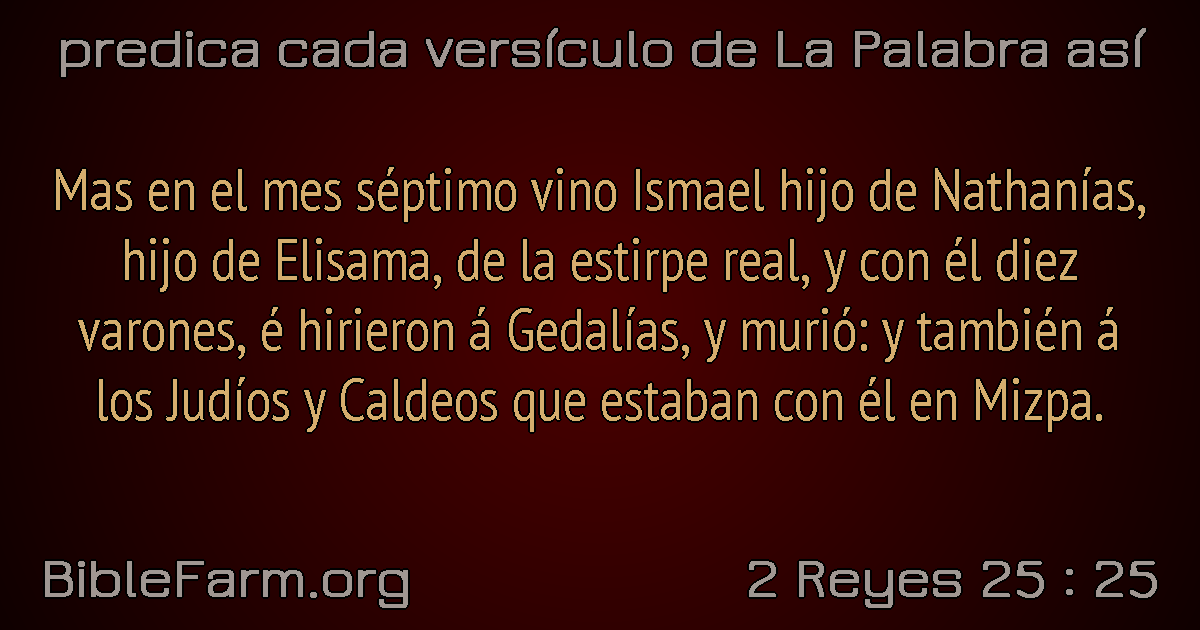 predica cada versículo de La Palabra así
Mas en el mes séptimo vino Ismael hijo de Nathanías,
hijo de Elisama, de la estirpe real, y con él diez
varones, é hirieron á Gedalías, y murió: y también á
los Judíos y Caldeos que estaban con él en Mizpa.
BibleFarm.org
2 Reyes 25 : 25